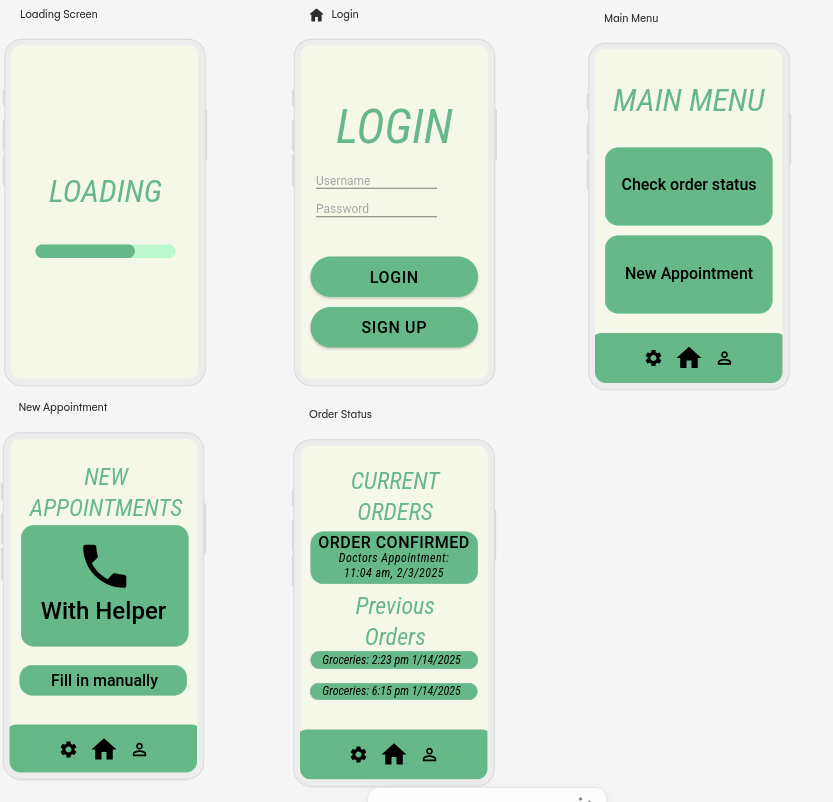 Loading Screen
LOADING
Login
LOGIN
Username
Password
LOGIN
SIGN UP
Main Menu
MAIN MENU
Check order status
New Appointment
New Appointment
NEW
APPOINTMENTS
With Helper
Fill in manually
Order Status
CURRENT
ORDERS
ORDER CONFIRMED
Doctors Appointment:
11:04 am, 2/3/2025
Previous
Orders
Groceries: 2:23 pm 1/14/2025
Groceries: 6:15 pm 1/14/2025